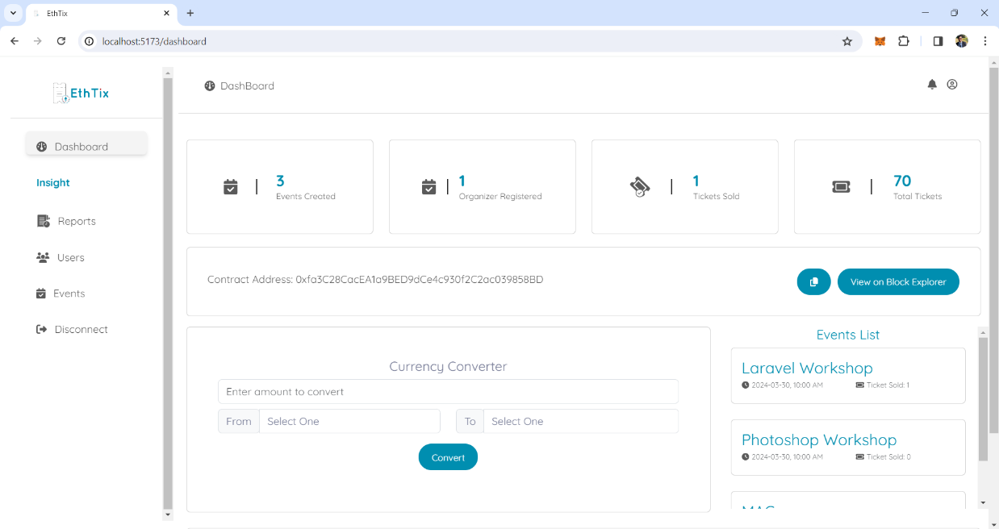 EthTix
localhost:5173/dashboard
EthTix
DashBoard
Dashboard
Insight
Reports
Users
Events
Disconnect
3
Events Created
1
Organizer Registered
1
Tickets Sold
70
Total Tickets
Contract Address: 0xfa3C28CacEA1a9BED9dCe4c930f2C2ac039858BD
View on Block Explorer
Currency Converter
Enter amount to convert
From Select One To Select One
Convert
Events List
Laravel Workshop
2024-03-30, 10:00 AM Ticket Sold: 1
Photoshop Workshop
2024-03-30, 10:00 AM Ticket Sold: 0